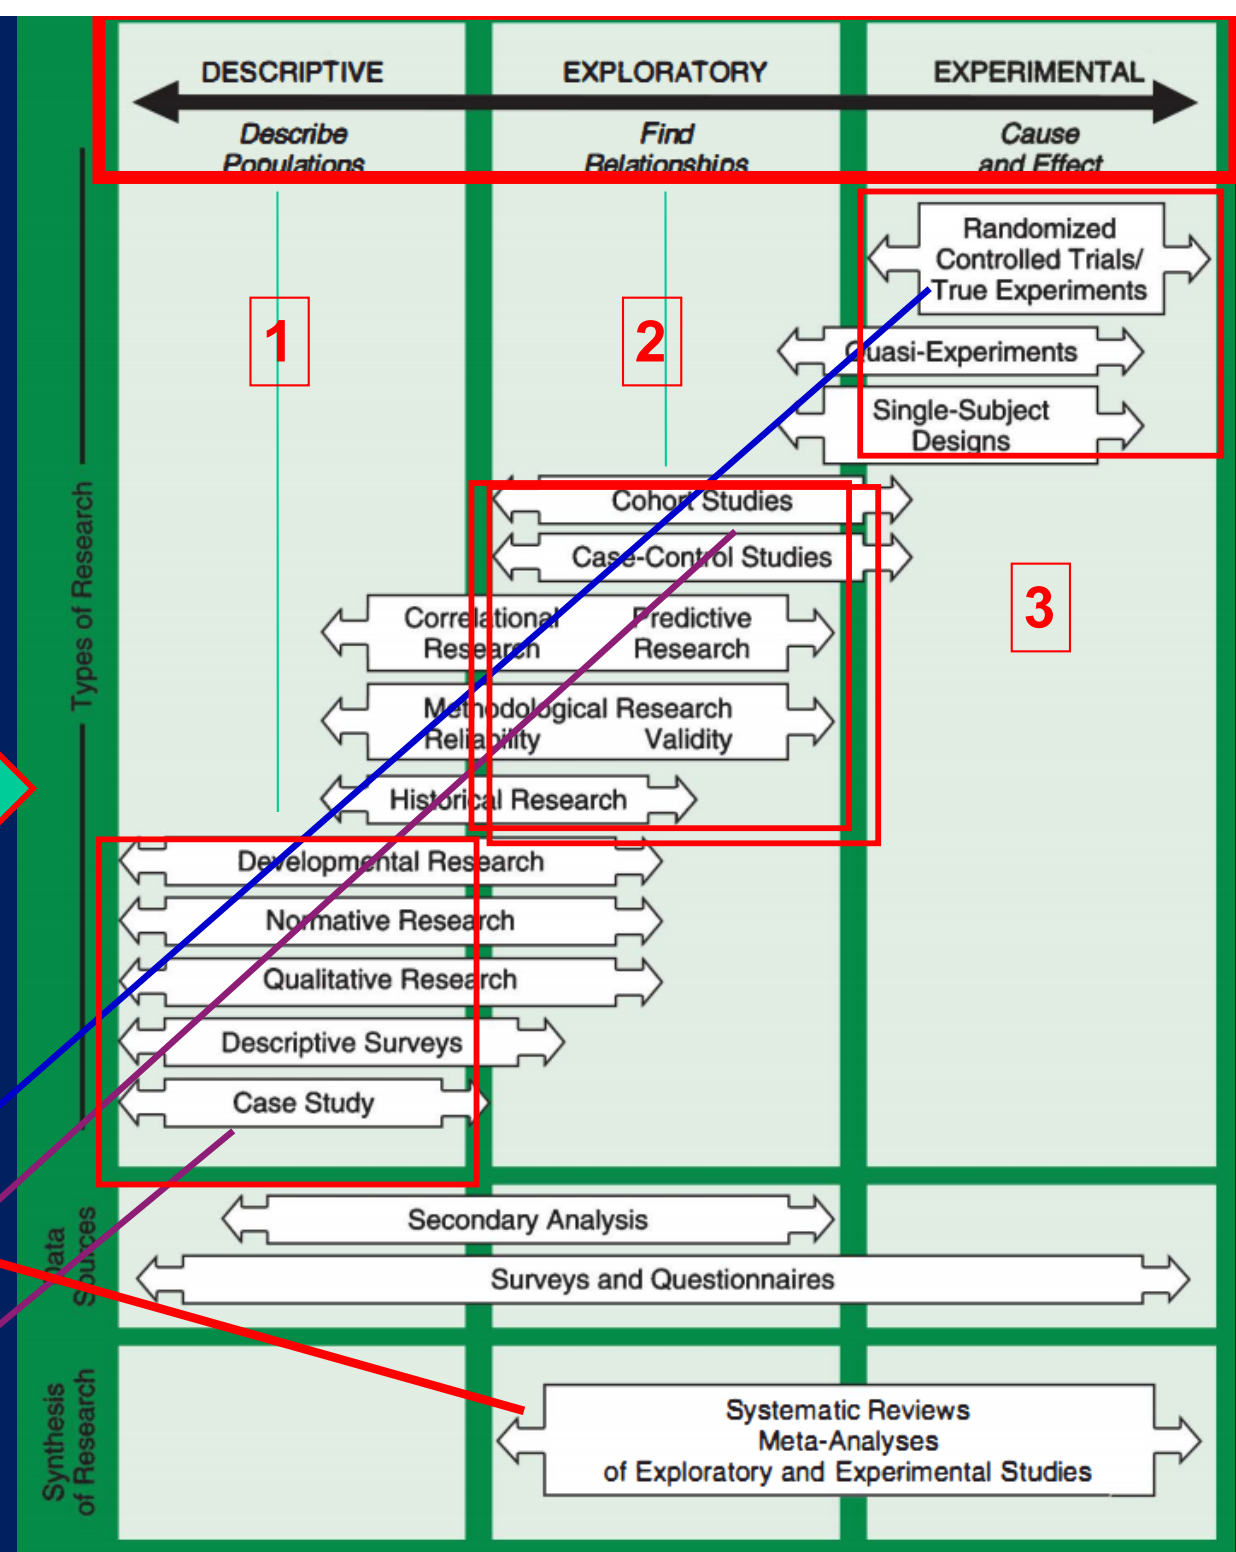 DESCRIPTIVE
EXPLORATORY
EXPERIMENTAL
Describe
Populations
Find
Relationships
Cause
and Effect
Types of Research
1
2
3
Randomized
Controlled Trials/
True Experiments
Quasi-Experiments
Single-Subject
Designs
Cohort Studies
Case-Control Studies
Correlational Predictive
Research Research
Methodological Research
Reliability Validity
Historical Research
Developmental Research
Normative Research
Qualitative Research
Descriptive Surveys
Case Study
Data
Sources
Secondary Analysis
Surveys and Questionnaires
Synthesis
of Research
Systematic Reviews
Meta-Analyses
of Exploratory and Experimental Studies